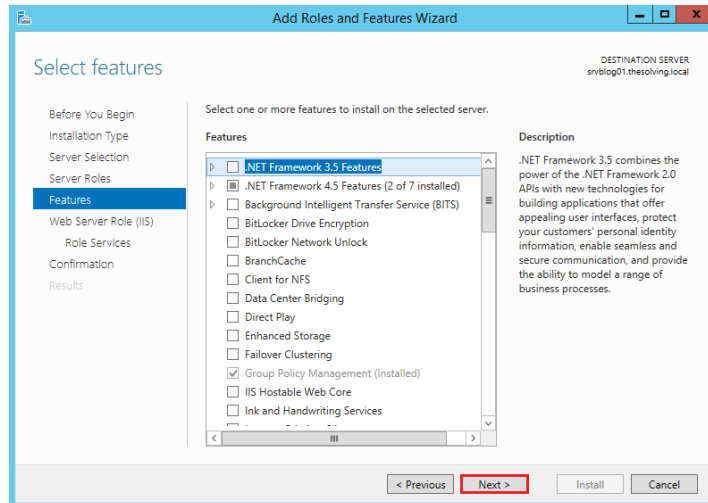 Add Roles and Features Wizard
x
Select features
DESTINATION SERVER
srvblog01.thesolving.local
Before You Begin
Installation Type
Server Selection
Server Roles
Features
Web Server Role (IIS)
Role Services
Confirmation
Results
Select one or more features to install on the selected server.
Features
.NET Framework 3.5 Features
.NET Framework 4.5 Features (2 of 7 installed)
Background Intelligent Transfer Service (BITS)
BitLocker Drive Encryption
BitLocker Network Unlock
BranchCache
Client for NFS
Data Center Bridging
Direct Play
Enhanced Storage
Failover Clustering
Group Policy Management (Installed)
IIS Hostable Web Core
Ink and Handwriting Services
Description
.NET Framework 3.5 combines the
power of the .NET Framework 2.0
APIs with new technologies for
building applications that offer
appealing user interfaces, protect
your customers' personal identity
information, enable seamless and
secure communication, and provide
the ability to model a range of
business processes.
< Previous
Next >
Install
Cancel